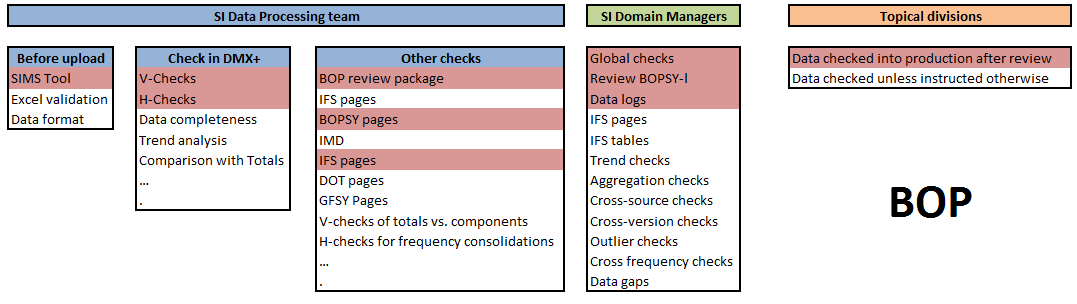 SI Data Processing team
SI Domain Managers
Topical divisions
Before upload
SIMS Tool
Excel validation
Data format
Check in DMX+
V-Checks
H-Checks
Data completeness
Trend analysis
Comparison with Totals
...
.
Other checks
BOP review package
IFS pages
BOPSY pages
IMD
IFS pages
DOT pages
GFSY Pages
V-checks of totals vs. components
H-checks for frequency consolidations
...
.
Global checks
Review BOPSY-I
Data logs
IFS pages
IFS tables
Trend checks
Aggregation checks
Cross-source checks
Cross-version checks
Outlier checks
Cross frequency checks
Data gaps
Data checked into production after review
Data checked unless instructed otherwise
BOP